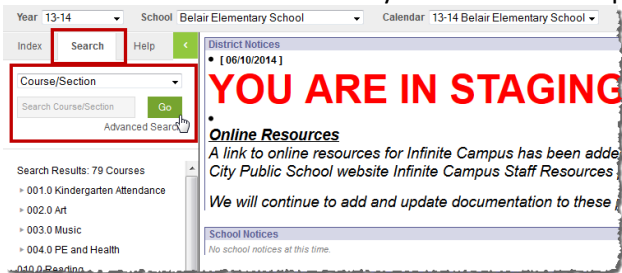 Year 13-14 School Belair Elementary School Calendar 13-14 Belair Elementary School
Index Search Help <
Course/Section
Search Course/Section Go
Advanced Search
Search Results: 79 Courses
001.0 Kindergarten Attendance
002.0 Art
003.0 Music
004.0 PE and Health
010.0 Reading
District Notices
• [ 06/10/2014 ]
YOU ARE IN STAGING
•
Online Resources
A link to online resources for Infinite Campus has been adde
City Public School website Infinite Campus Staff Resources
We will continue to add and update documentation to these
School Notices
No school notices at this time.